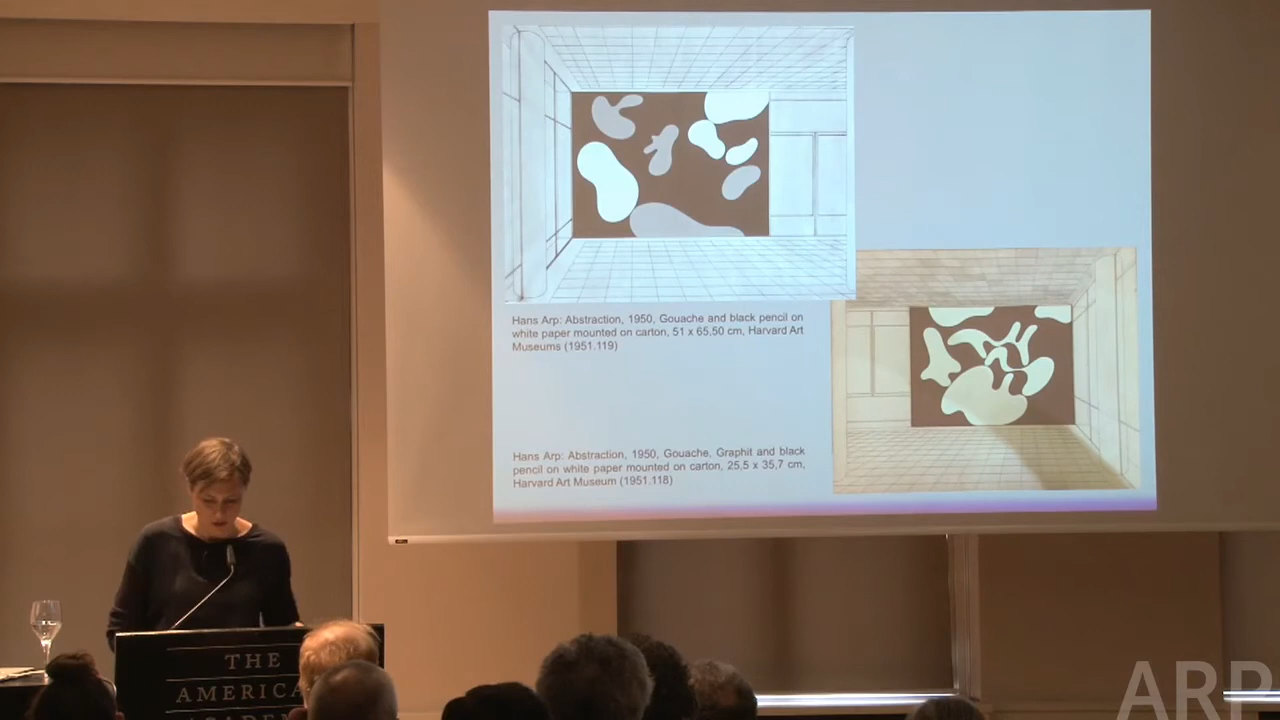 Hans Arp: Abstraction, 1950, Gouache and black pencil on
white paper mounted on carton, 51 x 65,50 cm, Harvard Art
Museums (1951.119)
Hans Arp: Abstraction, 1950, Gouache, Graphit and black
pencil on white paper mounted on carton, 25,5 x 35,7 cm,
Harvard Art Museum (1951.118)
THE
AMERICA
ACADEM
ARP